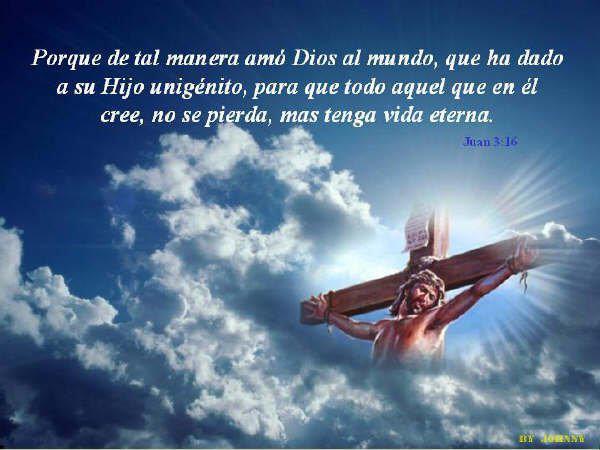 Porque de tal manera amó Dios al mundo, que ha dado
a su Hijo unigénito, para que todo aquel que en él
cree, no se pierda, mas tenga vida eterna.
Juan 3:16
BY JOHNNY